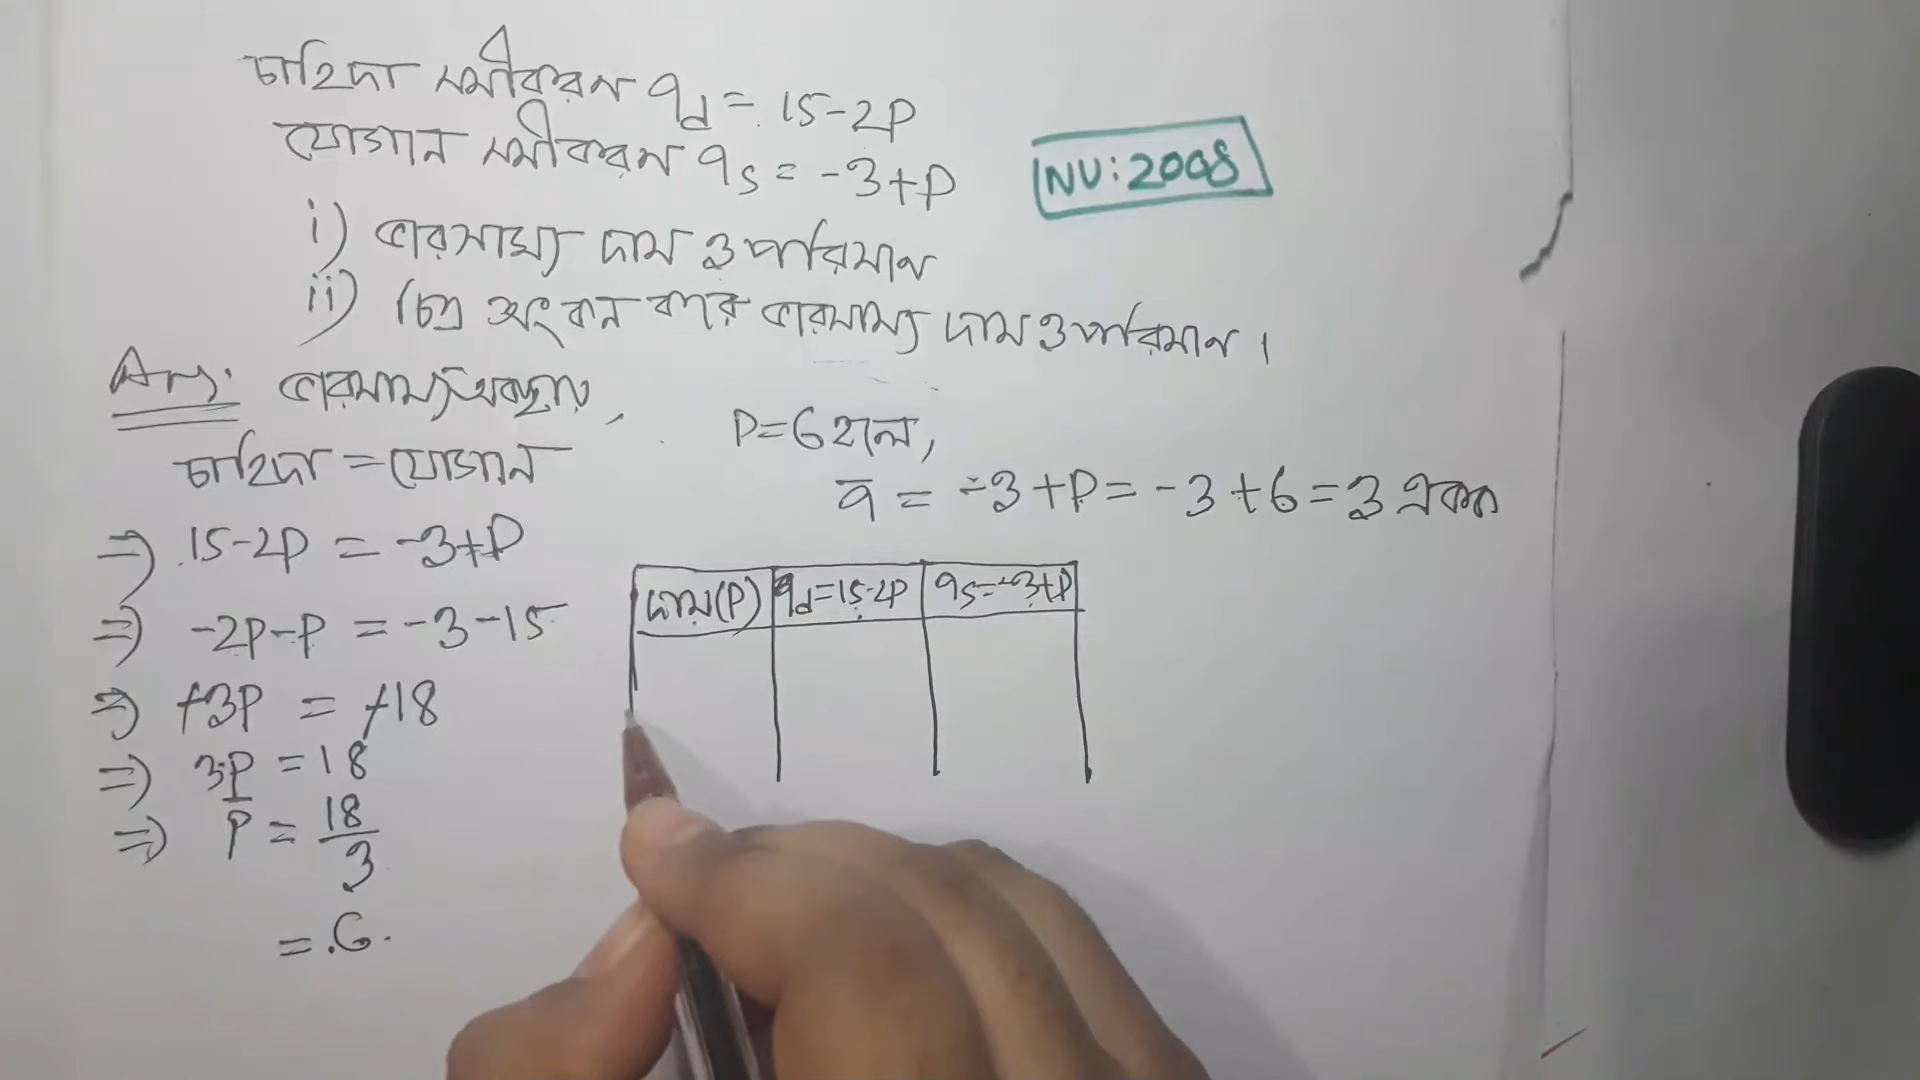 চাহিদা সমীকরণ qd = 15-2P
যোগান সমীকরণ qs = -3+P
NU: 2008
i) ভারসাম্য দাম ও পরিমান
ii) চিত্র অংকন করে ভারসাম্য দাম ও পরিমান।
Ans: ভারসাম্য অবস্থায়,
চাহিদা = যোগান
⇒ 15-2P = -3+P
⇒ -2P-P = -3-15
⇒ +3P = +18
⇒ 3P = 18
⇒ P = 18/3
= 6.
P=6 হলে,
q̅ = -3+P = -3+6 = 3 একক
দাম(P) qd=15-2P qs=-3+P